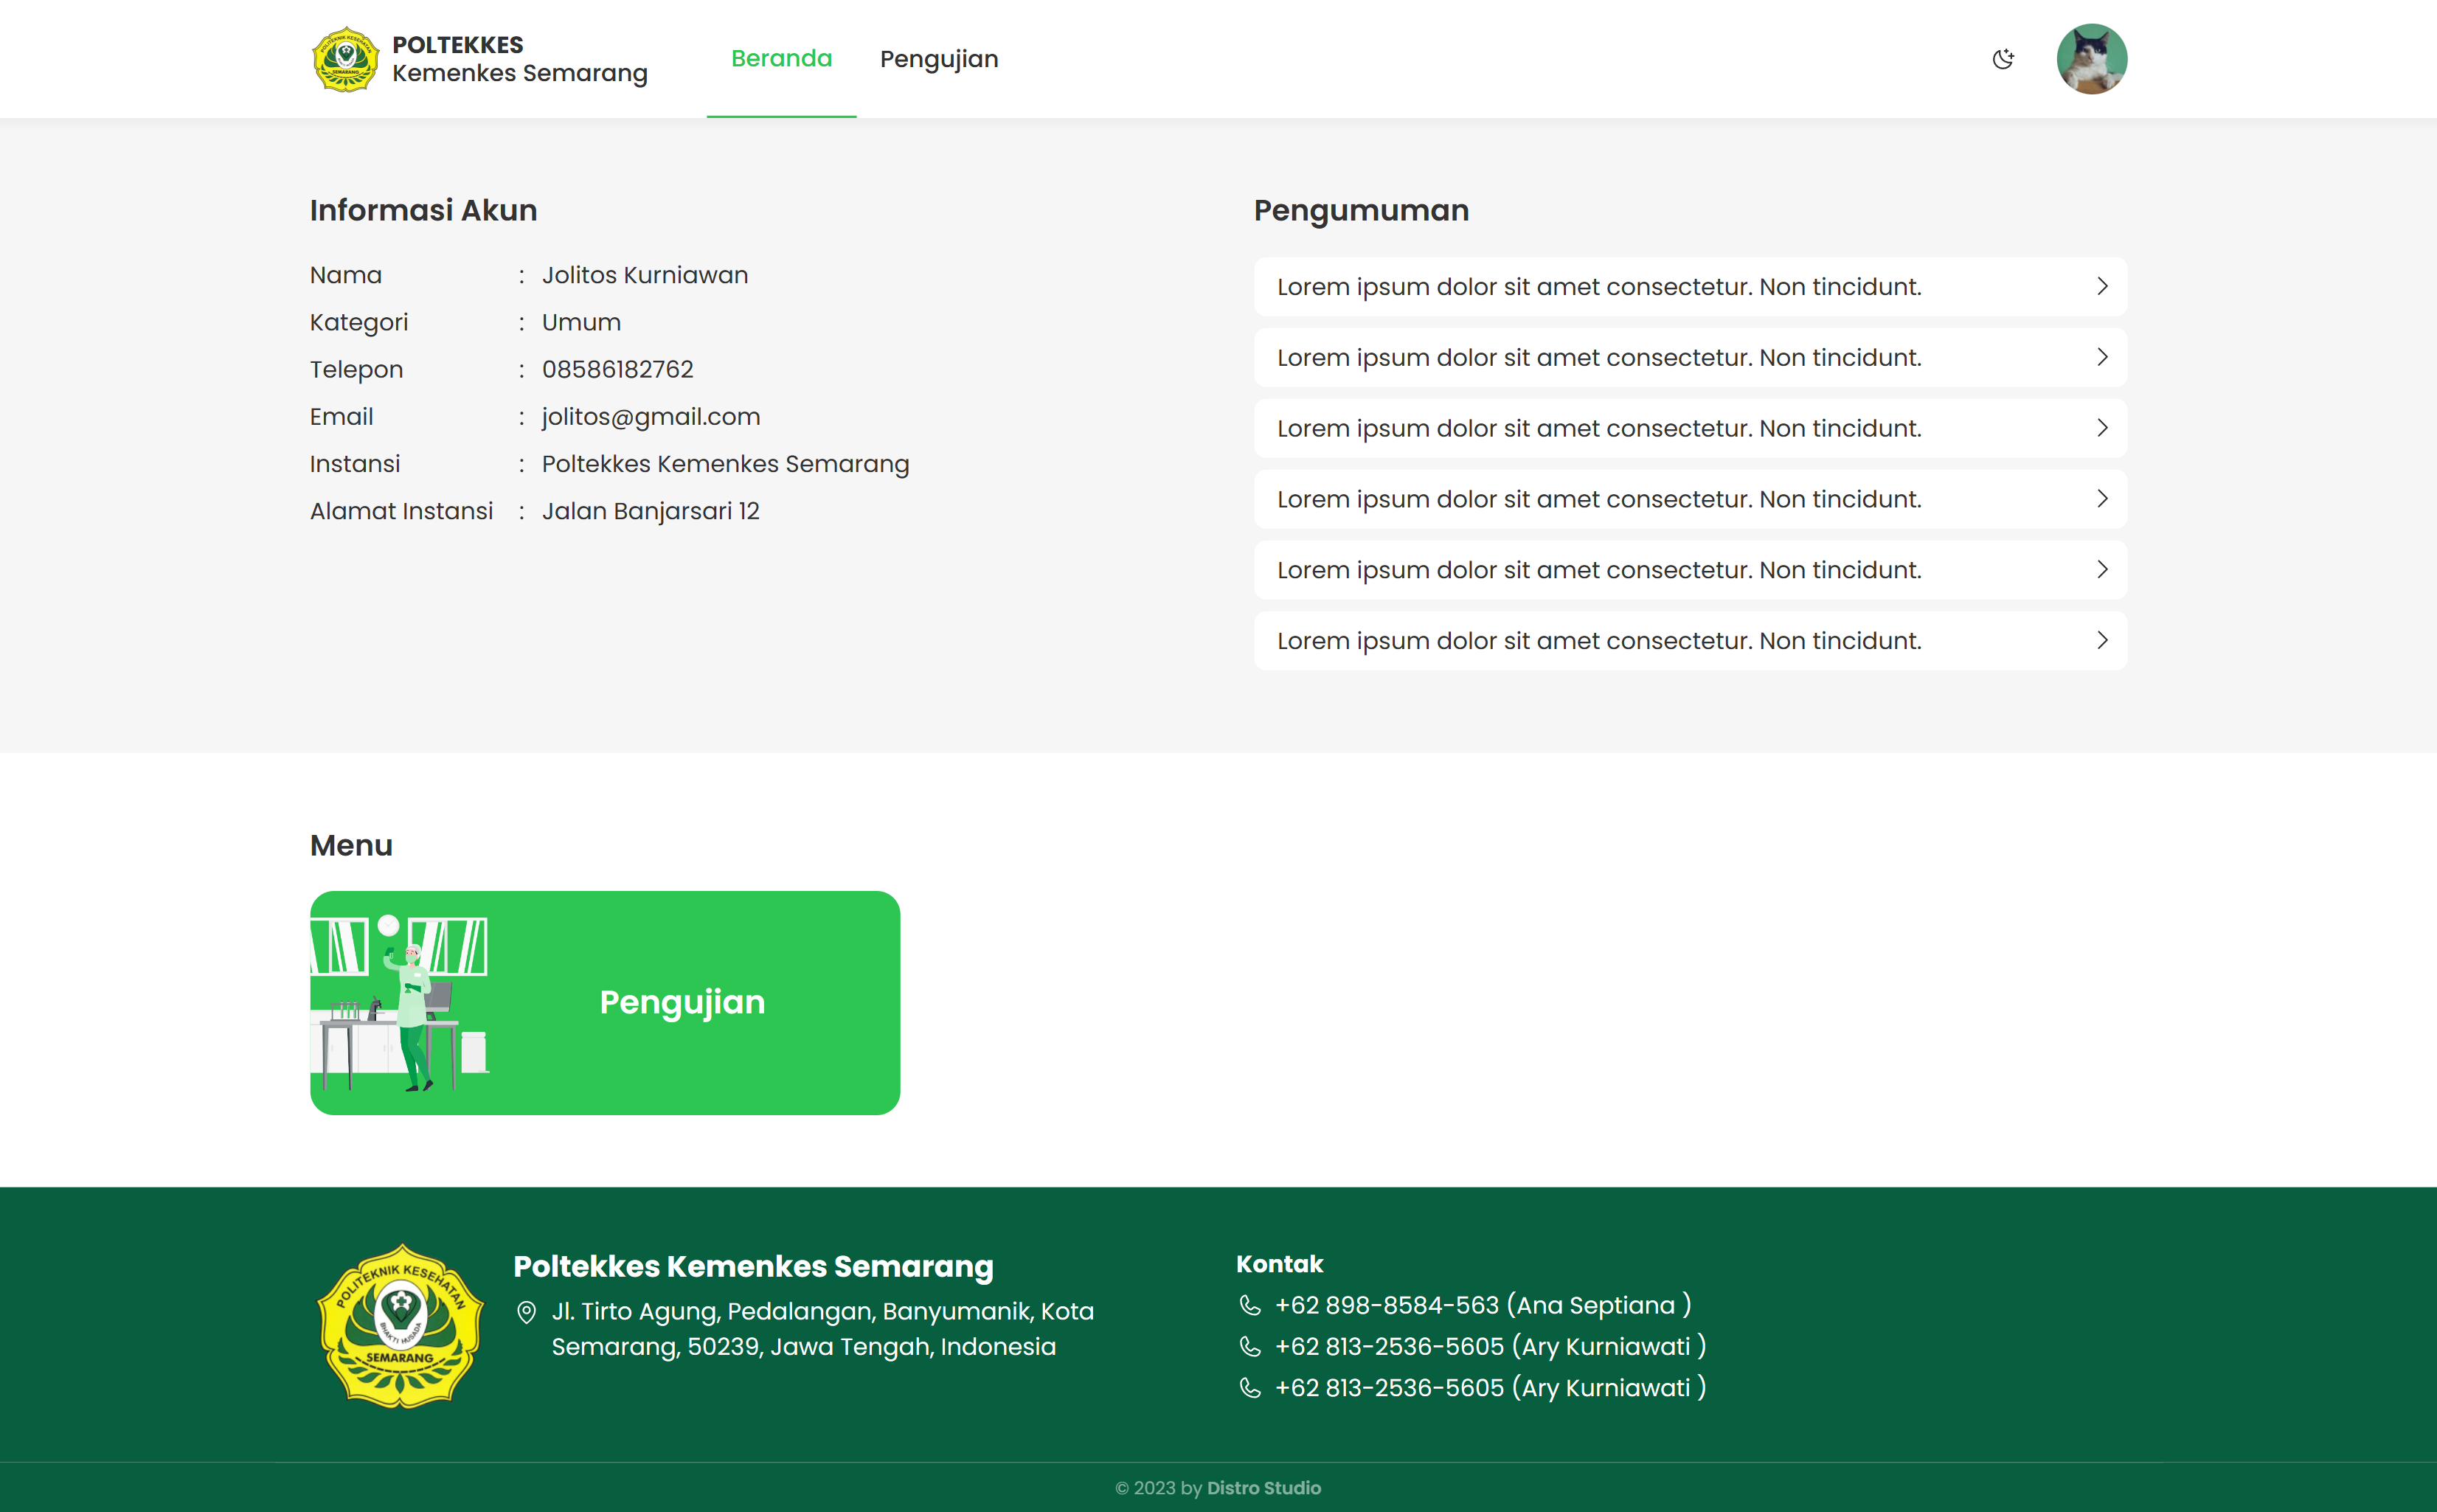 POLITEKNIK KESEHATAN
SEMARANG
POLTEKKES
Kemenkes Semarang
Beranda
Pengujian
Informasi Akun
Nama : Jolitos Kurniawan
Kategori : Umum
Telepon : 08586182762
Email : jolitos@gmail.com
Instansi : Poltekkes Kemenkes Semarang
Alamat Instansi : Jalan Banjarsari 12
Pengumuman
Lorem ipsum dolor sit amet consectetur. Non tincidunt.
Lorem ipsum dolor sit amet consectetur. Non tincidunt.
Lorem ipsum dolor sit amet consectetur. Non tincidunt.
Lorem ipsum dolor sit amet consectetur. Non tincidunt.
Lorem ipsum dolor sit amet consectetur. Non tincidunt.
Lorem ipsum dolor sit amet consectetur. Non tincidunt.
Menu
Pengujian
POLITEKNIK KESEHATAN
BHAKTI HUSADA
SEMARANG
Poltekkes Kemenkes Semarang
Jl. Tirto Agung, Pedalangan, Banyumanik, Kota
Semarang, 50239, Jawa Tengah, Indonesia
Kontak
+62 898-8584-563 (Ana Septiana )
+62 813-2536-5605 (Ary Kurniawati )
+62 813-2536-5605 (Ary Kurniawati )
© 2023 by Distro Studio